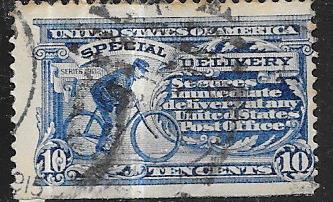 UNITED STATES OF AMERICA
SPECIAL DELIVERY
SERIES 1902
Secures
Immediate
delivery at any
United States
Post Office.
10 TEN CENTS 10